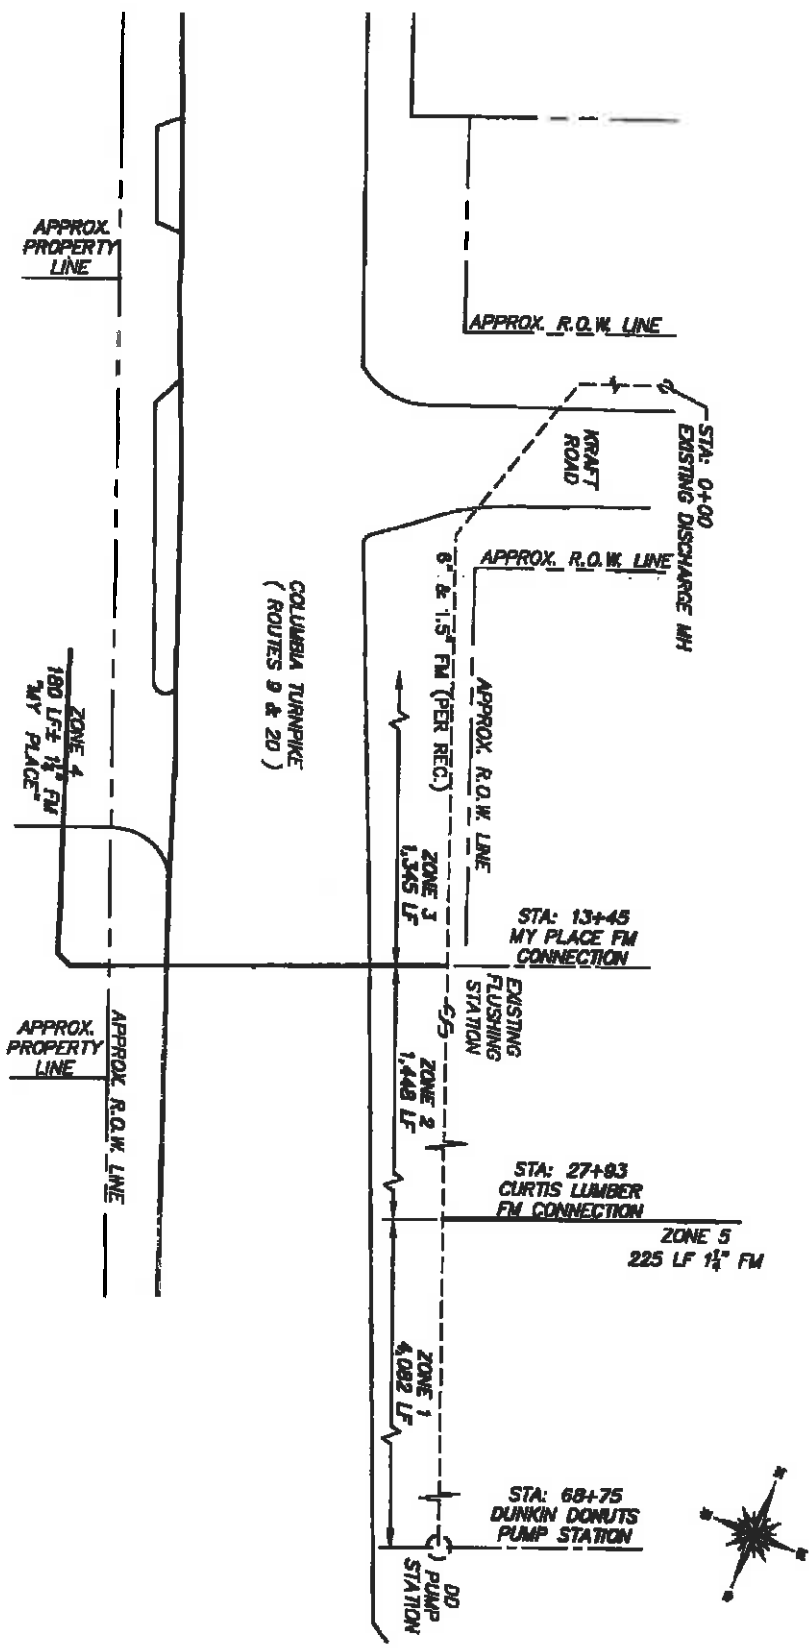 APPROX.
PROPERTY
LINE
APPROX. R.O.W. LINE
STA: 0+00
EXISTING DISCHARGE MH
KRAFT
ROAD
APPROX. R.O.W. LINE
6" & 1.5" FM (PER REC.)
COLUMBIA TURNPIKE
( ROUTES 9 & 20 )
APPROX. R.O.W. LINE
ZONE 4
180 LF± 1¼" FM
"MY PLACE"
ZONE 3
1,345 LF
STA: 13+45
MY PLACE FM
CONNECTION
EXISTING
FLUSHING
STATION
APPROX.
PROPERTY
LINE
APPROX. R.O.W. LINE
ZONE 2
1,448 LF
STA: 27+93
CURTIS LUMBER
FM CONNECTION
ZONE 5
225 LF 1¼" FM
ZONE 1
4,082 LF
STA: 68+75
DUNKIN DONUTS
PUMP STATION
DD
PUMP
STATION